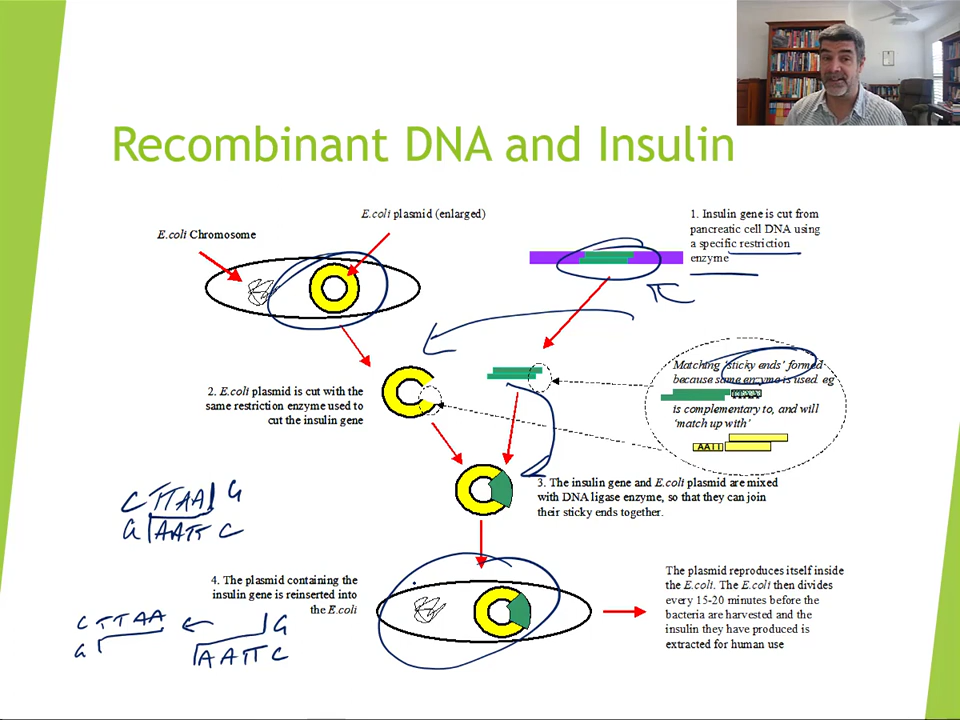 Recombinant DNA and Insulin
E.coli plasmid (enlarged)
E.coli Chromosome
1. Insulin gene is cut from
pancreatic cell DNA using
a specific restriction
enzyme
2. E.coli plasmid is cut with the
same restriction enzyme used to
cut the insulin gene
Matching 'sticky ends' formed
because same enzyme is used eg
is complementary to, and will
'match up with'
AATT
3. The insulin gene and E.coli plasmid are mixed
with DNA ligase enzyme, so that they can join
their sticky ends together.
CTTAA G
G AATTC
4. The plasmid containing the
insulin gene is reinserted into
the E.coli
The plasmid reproduces itself inside
the E.coli. The E.coli then divides
every 15-20 minutes before the
bacteria are harvested and the
insulin they have produced is
extracted for human use
CTTAA G
G AATTC